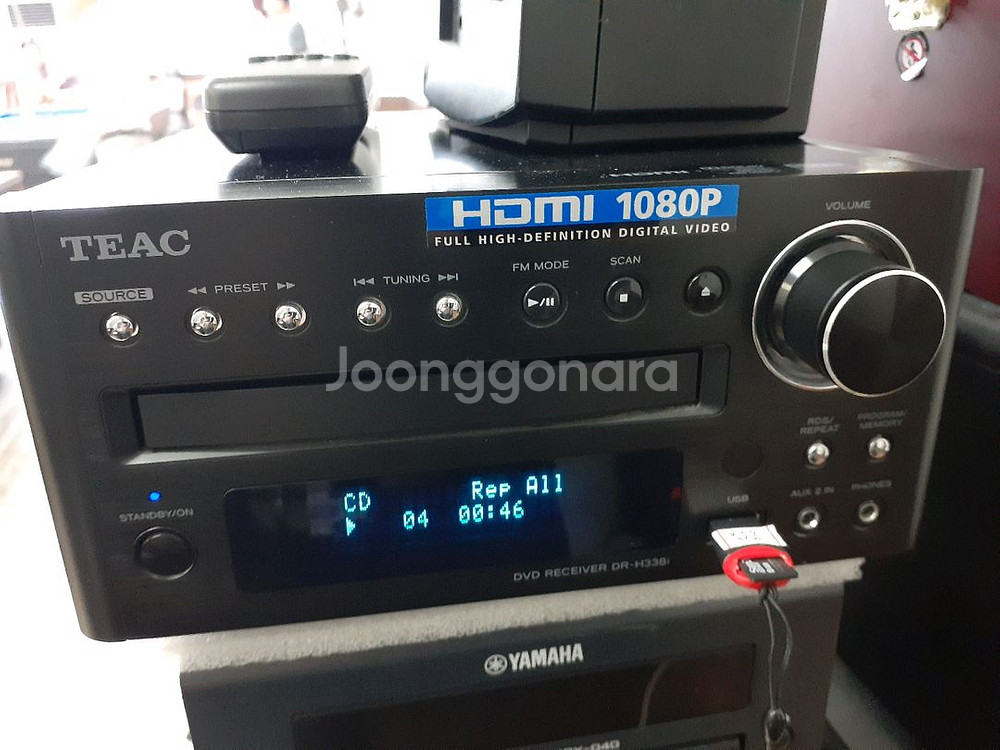 HDMI 1080P
FULL HIGH-DEFINITION DIGITAL VIDEO
VOLUME
TEAC
FM MODE
SCAN
SOURCE
PRESET
TUNING
Joonggonara
RDS/
REPEAT
PROGRAM/
MEMORY
CD
Rep All
04 00:46
STANDBY/ON
USB
AUX 2 IN
PHONES
DVD RECEIVER DR-H338i
YAMAHA